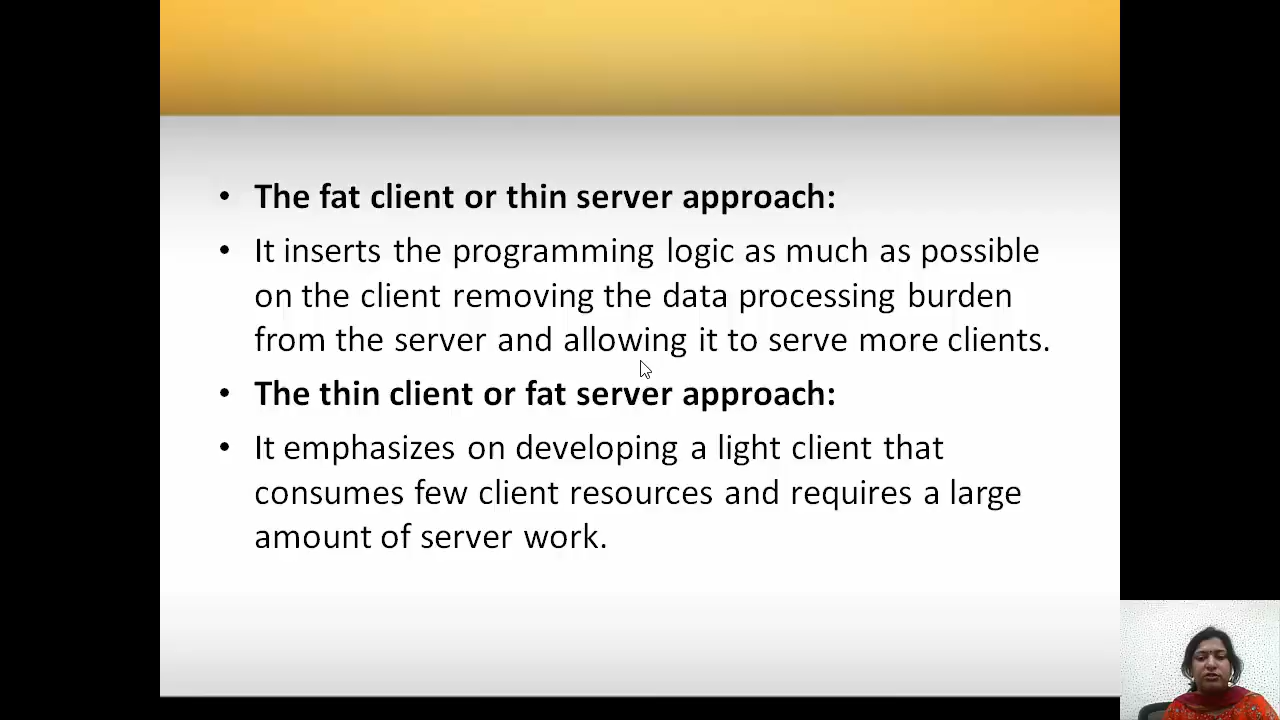 • The fat client or thin server approach:
• It inserts the programming logic as much as possible
on the client removing the data processing burden
from the server and allowing it to serve more clients.
• The thin client or fat server approach:
• It emphasizes on developing a light client that
consumes few client resources and requires a large
amount of server work.